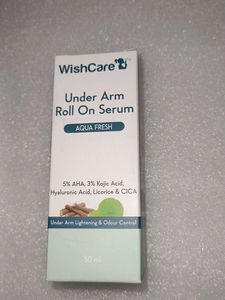 WishCare
Under Arm
Roll On Serum
AQUA FRESH
5% AHA, 3% Kojic Acid,
Hyaluronic Acid, Licorice & CICA
Under Arm Lightening & Odour Control
50 ml